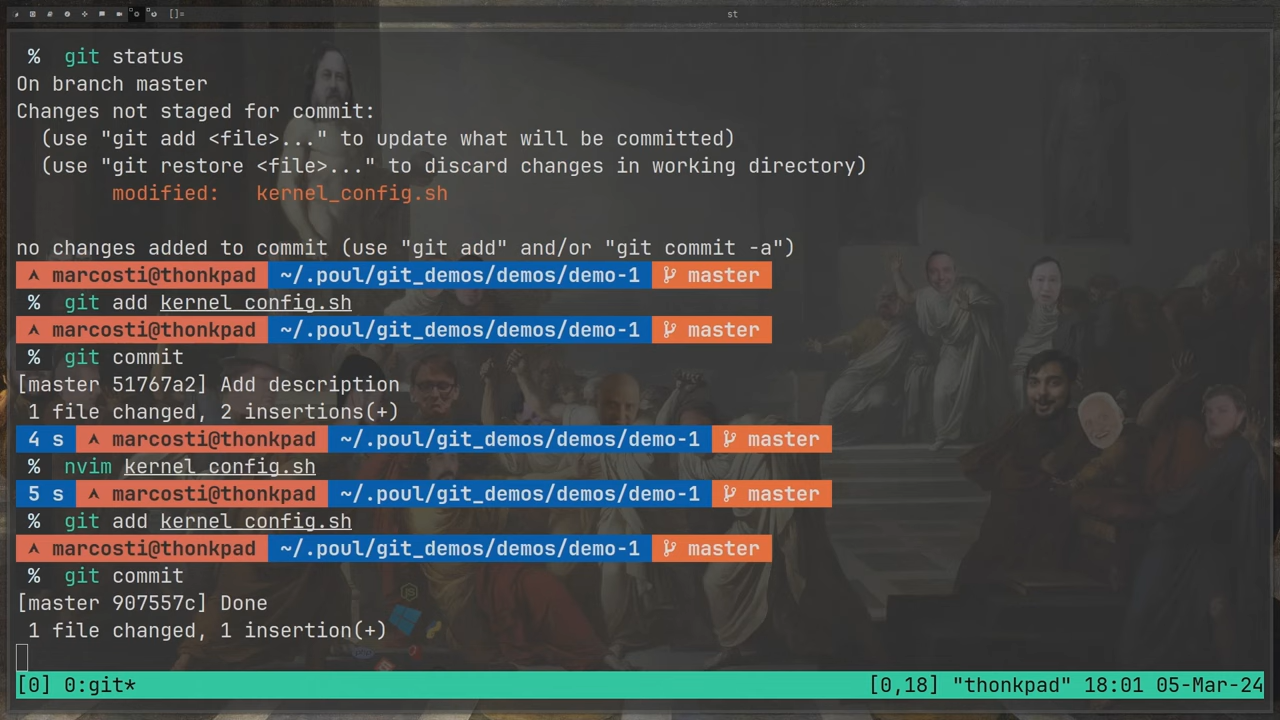 []= st
% git status
On branch master
Changes not staged for commit:
(use "git add <file>..." to update what will be committed)
(use "git restore <file>..." to discard changes in working directory)
modified: kernel_config.sh
no changes added to commit (use "git add" and/or "git commit -a")
marcosti@thonkpad ~/.poul/git_demos/demos/demo-1 master
% git add kernel_config.sh
marcosti@thonkpad ~/.poul/git_demos/demos/demo-1 master
% git commit
[master 51767a2] Add description
1 file changed, 2 insertions(+)
4 s marcosti@thonkpad ~/.poul/git_demos/demos/demo-1 master
% nvim kernel_config.sh
5 s marcosti@thonkpad ~/.poul/git_demos/demos/demo-1 master
% git add kernel_config.sh
marcosti@thonkpad ~/.poul/git_demos/demos/demo-1 master
% git commit
[master 907557c] Done
1 file changed, 1 insertion(+)
[0] 0:git* [0,18] "thonkpad" 18:01 05-Mar-24